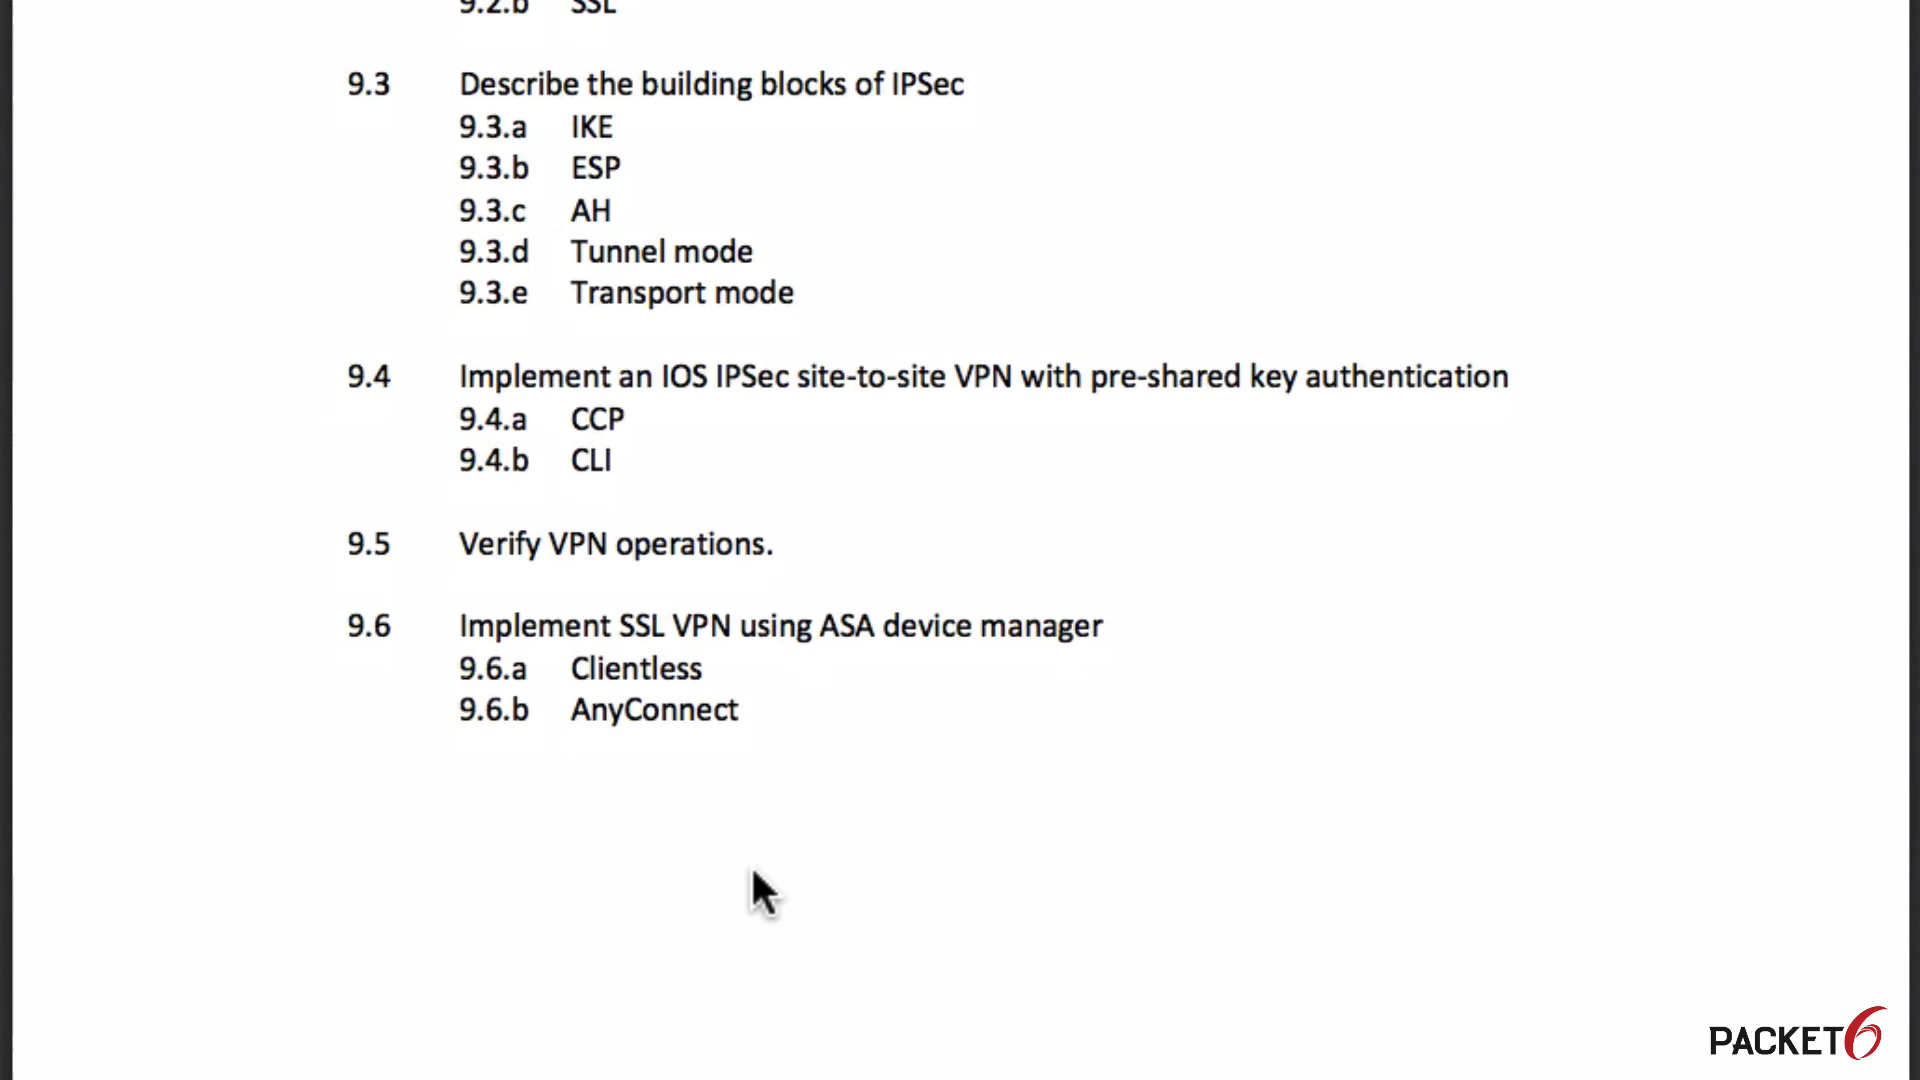 9.2.b SSL
9.3 Describe the building blocks of IPSec
9.3.a IKE
9.3.b ESP
9.3.c AH
9.3.d Tunnel mode
9.3.e Transport mode
9.4 Implement an IOS IPSec site-to-site VPN with pre-shared key authentication
9.4.a CCP
9.4.b CLI
9.5 Verify VPN operations.
9.6 Implement SSL VPN using ASA device manager
9.6.a Clientless
9.6.b AnyConnect
PACKET6